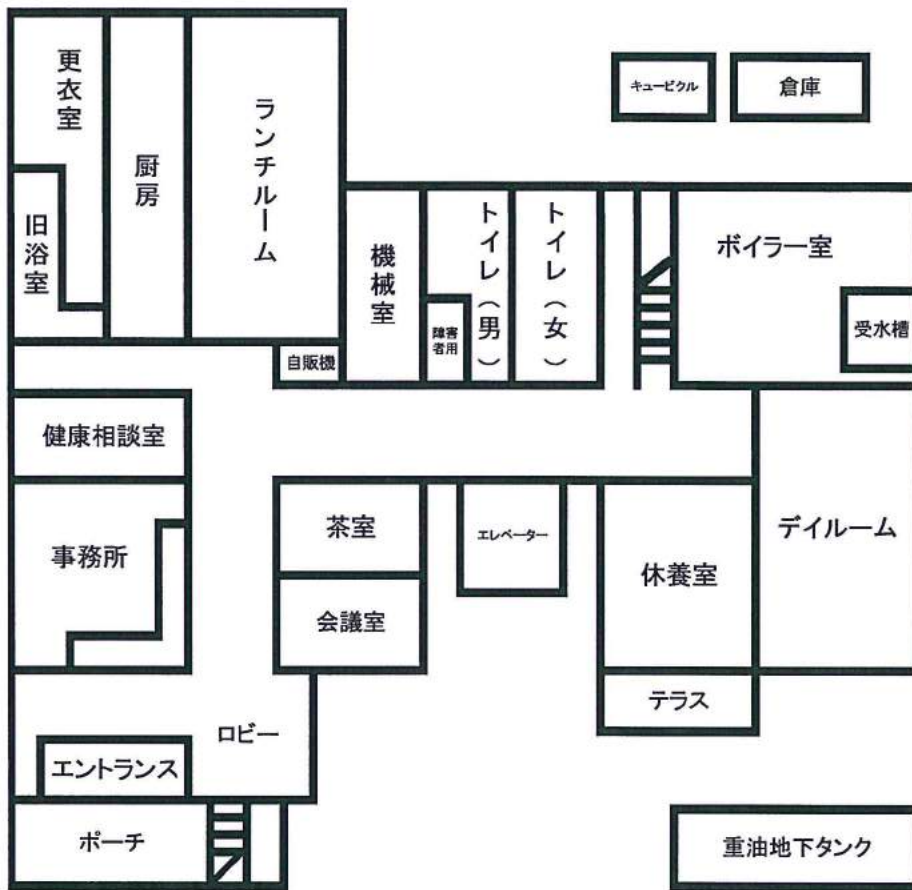 更衣室
厨房
ランチルーム
キュービクル
倉庫
旧浴室
機械室
トイレ(男)
トイレ(女)
ボイラー室
障害
者用
受水槽
自販機
健康相談室
事務所
茶室
エレベーター
休養室
デイルーム
会議室
テラス
ロビー
エントランス
ポーチ
重油地下タンク